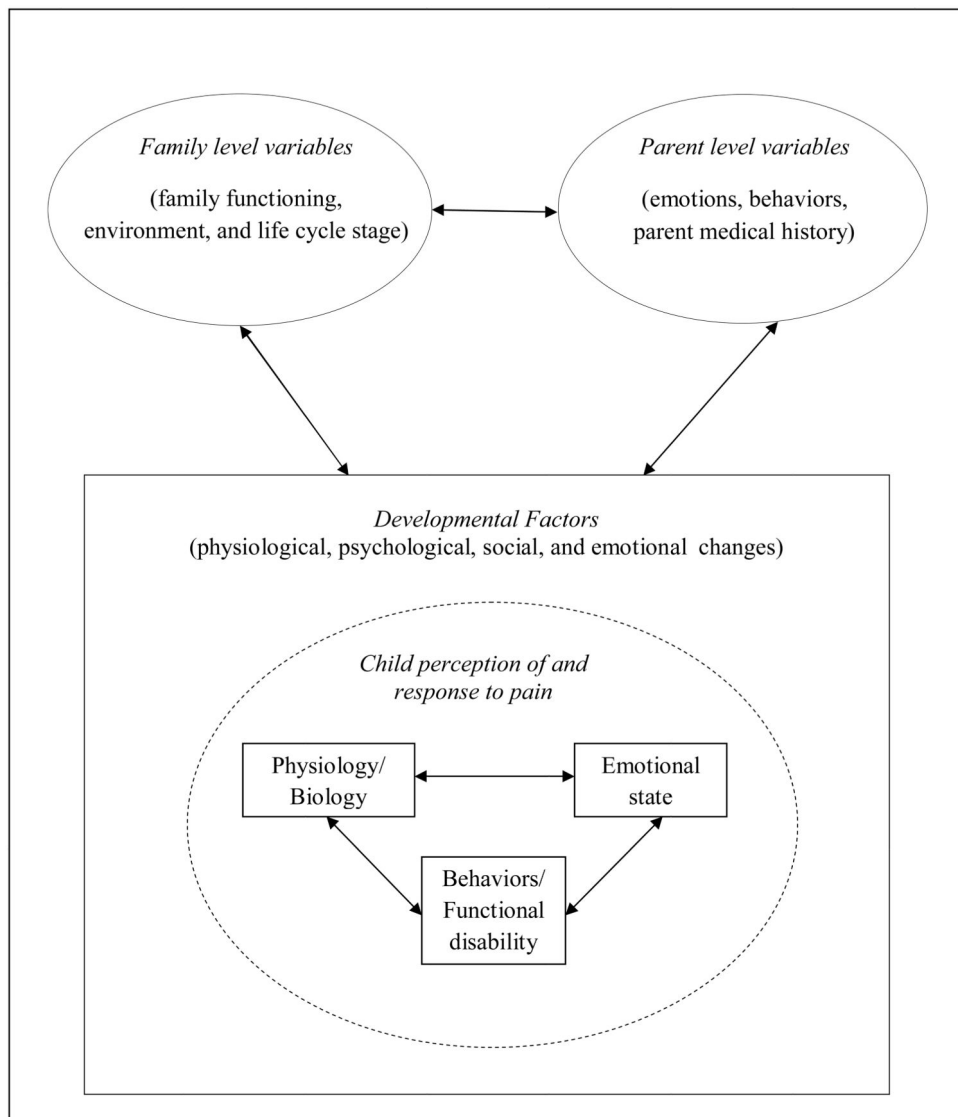 Family level variables
(family functioning,
environment, and life cycle stage)
Parent level variables
(emotions, behaviors,
parent medical history)
Developmental Factors
(physiological, psychological, social, and emotional changes)
Child perception of and
response to pain
Physiology/
Biology
Emotional
state
Behaviors/
Functional
disability